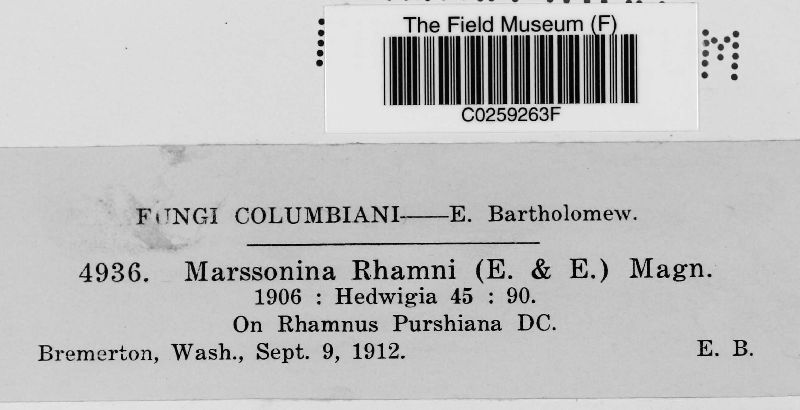 The Field Museum (F)
C0259263F
M
FUNGI COLUMBIANI——E. Bartholomew.
4936. Marssonina Rhamni (E. & E.) Magn.
1906 : Hedwigia 45 : 90.
On Rhamnus Purshiana DC.
Bremerton, Wash., Sept. 9, 1912. E. B.